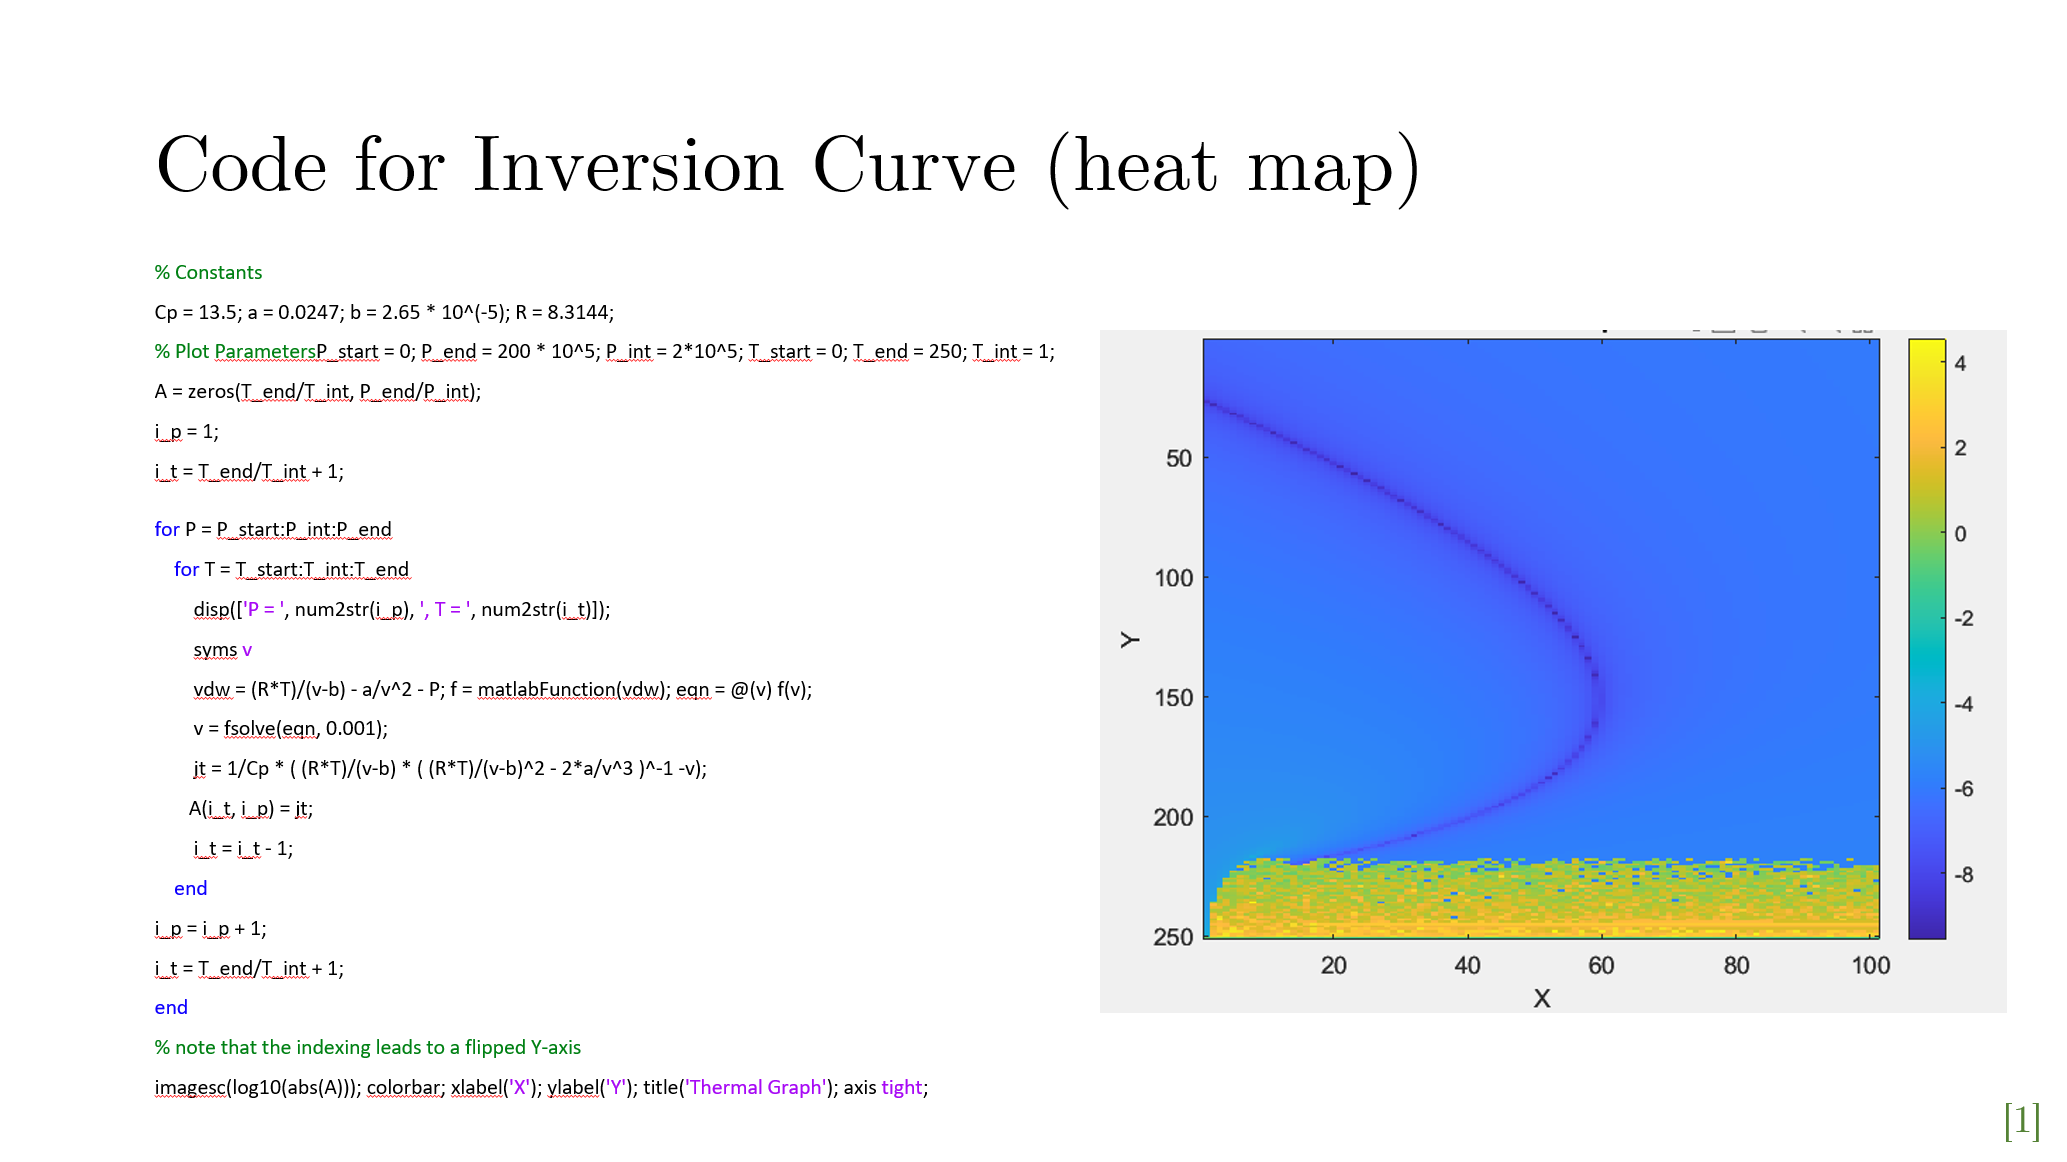 Code for Inversion Curve (heat map)
% Constants
Cp = 13.5; a = 0.0247; b = 2.65 * 10^(-5); R = 8.3144;
% Plot ParametersP_start = 0; P_end = 200 * 10^5; P_int = 2*10^5; T_start = 0; T_end = 250; T_int = 1;
A = zeros(T_end/T_int, P_end/P_int);
i_p = 1;
i_t = T_end/T_int + 1;
for P = P_start:P_int:P_end
for T = T_start:T_int:T_end
disp(['P = ', num2str(i_p), ', T = ', num2str(i_t)]);
syms v
vdw = (R*T)/(v-b) - a/v^2 - P; f = matlabFunction(vdw); eqn = @(v) f(v);
v = fsolve(eqn, 0.001);
jt = 1/Cp * ( (R*T)/(v-b) * ( (R*T)/(v-b)^2 - 2*a/v^3 )^-1 -v);
A(i_t, i_p) = jt;
i_t = i_t - 1;
end
i_p = i_p + 1;
i_t = T_end/T_int + 1;
end
% note that the indexing leads to a flipped Y-axis
imagesc(log10(abs(A))); colorbar; xlabel('X'); ylabel('Y'); title('Thermal Graph'); axis tight;
50
100
150
200
250
Y
20 40 60 80 100
X
4
2
0
-2
-4
-6
-8
[1]